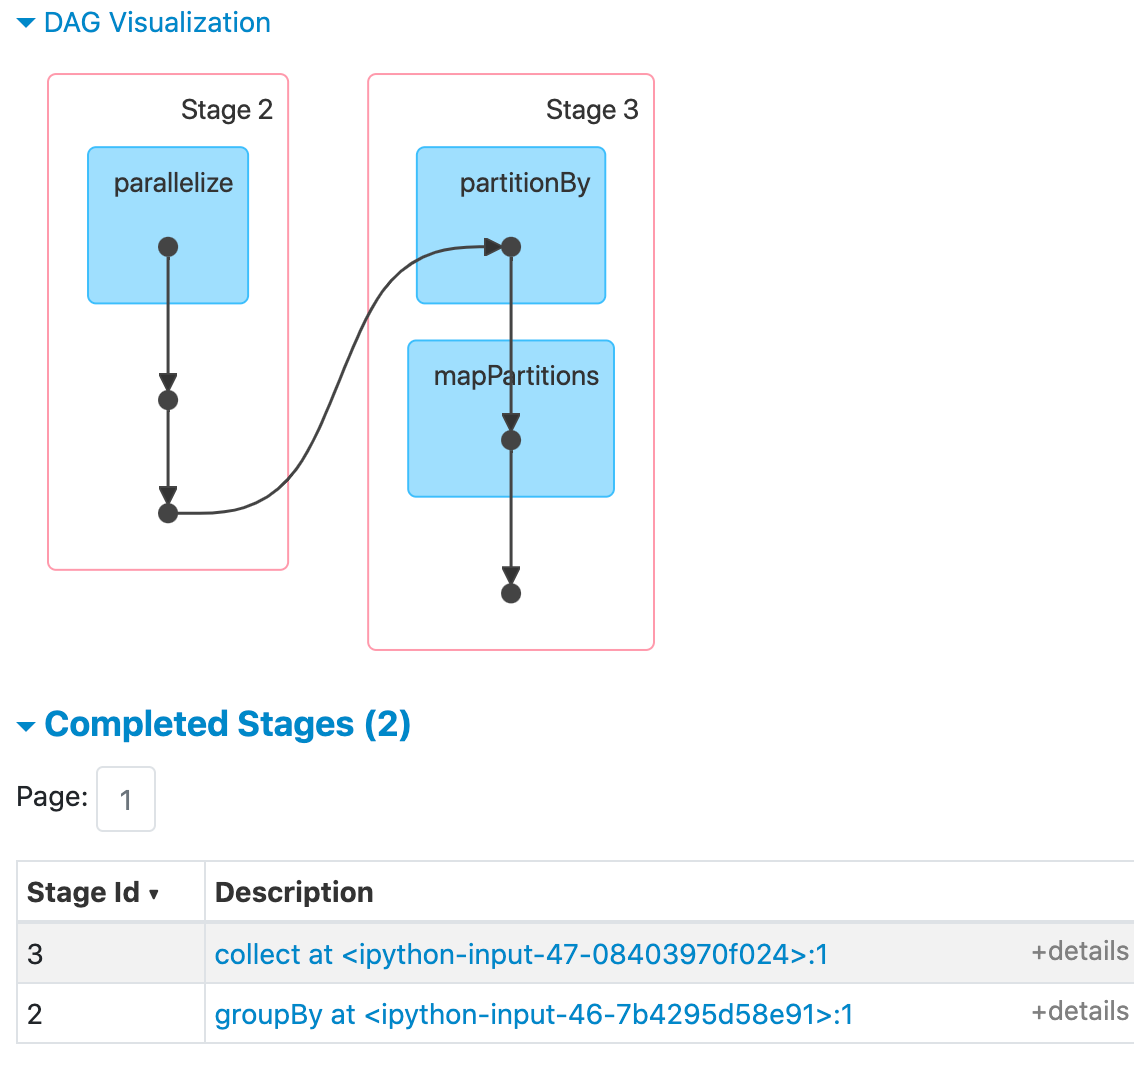 DAG Visualization
Stage 2
Stage 3
parallelize
partitionBy
mapPartitions
Completed Stages (2)
Page: 1
Stage Id ▾ Description
3 collect at <ipython-input-47-08403970f024>:1 +details
2 groupBy at <ipython-input-46-7b4295d58e91>:1 +details